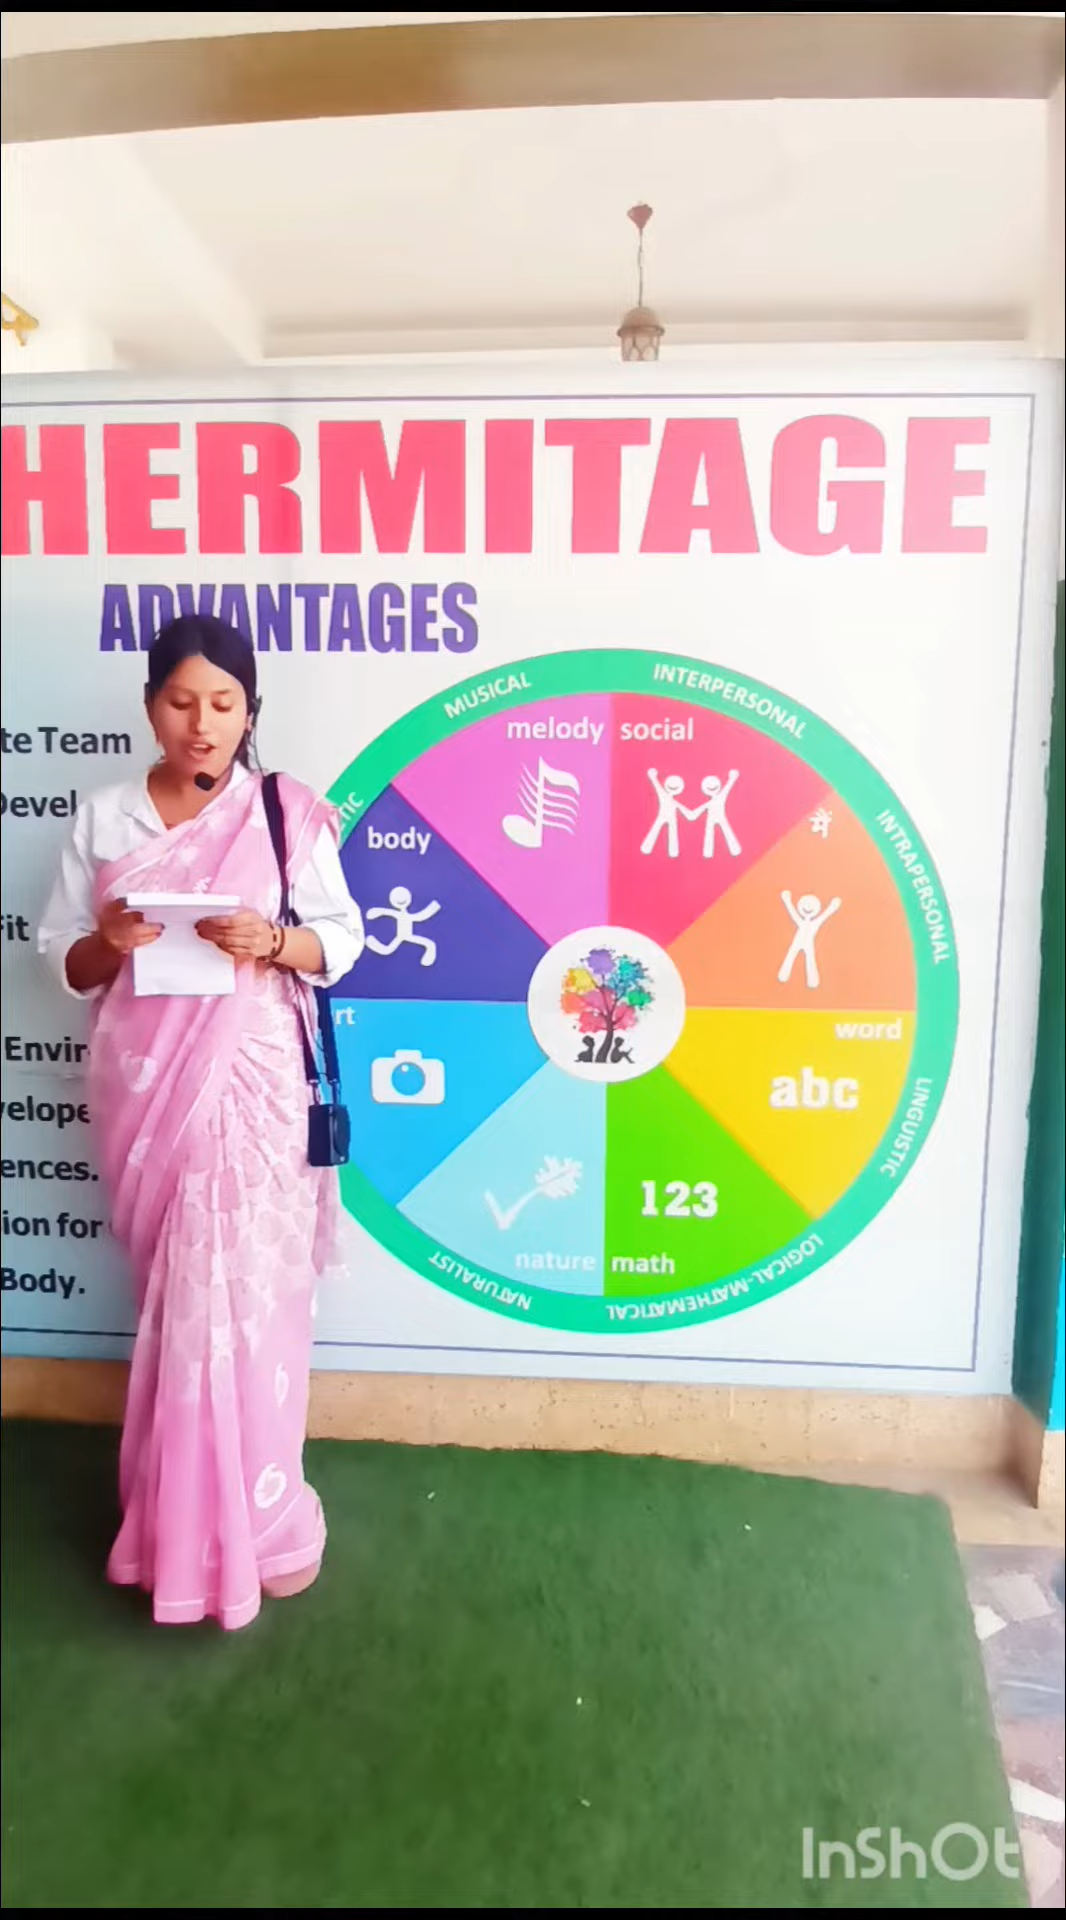 HERMITAGE
ADVANTAGES
te Team
Devel
Fit
Envir
velope
ences.
ion for
Body.
MUSICAL
INTERPERSONAL
melody
social
body
में
INTRAPERSONAL
rt
word
abc
LINGUISTIC
123
nature
math
NATURALIST
LOGICAL-MATHEMATICAL
InShOt